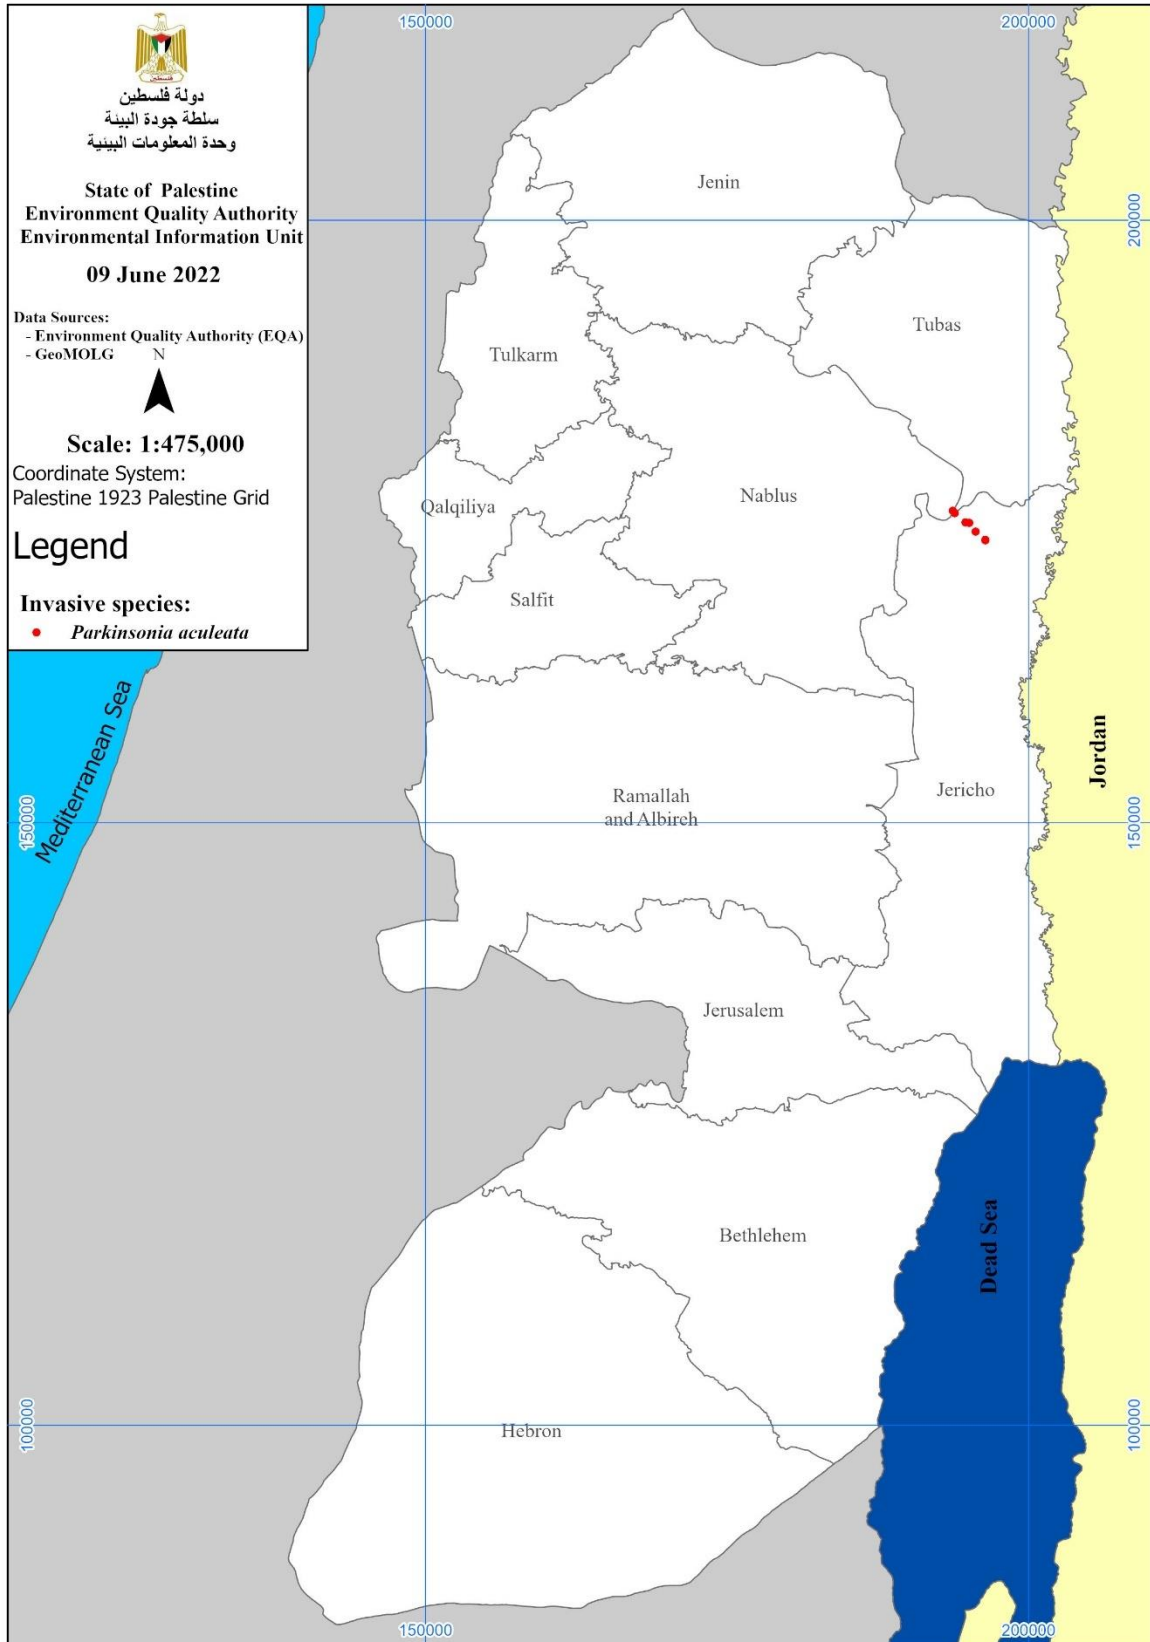 فلسطين
دولة فلسطين
سلطة جودة البيئة
وحدة المعلومات البيئية
State of Palestine
Environment Quality Authority
Environmental Information Unit
09 June 2022
Data Sources:
- Environment Quality Authority (EQA)
- GeoMOLG
N
Scale: 1:475,000
Coordinate System:
Palestine 1923 Palestine Grid
Legend
Invasive species:
Parkinsonia aculeata
150000
200000
200000
Jenin
Tubas
Tulkarm
Nablus
Qalqiliya
Salfit
Mediterranean Sea
Jordan
Jericho
Ramallah
and Albireh
150000
150000
Jerusalem
Bethlehem
Dead Sea
Hebron
100000
100000
150000
200000